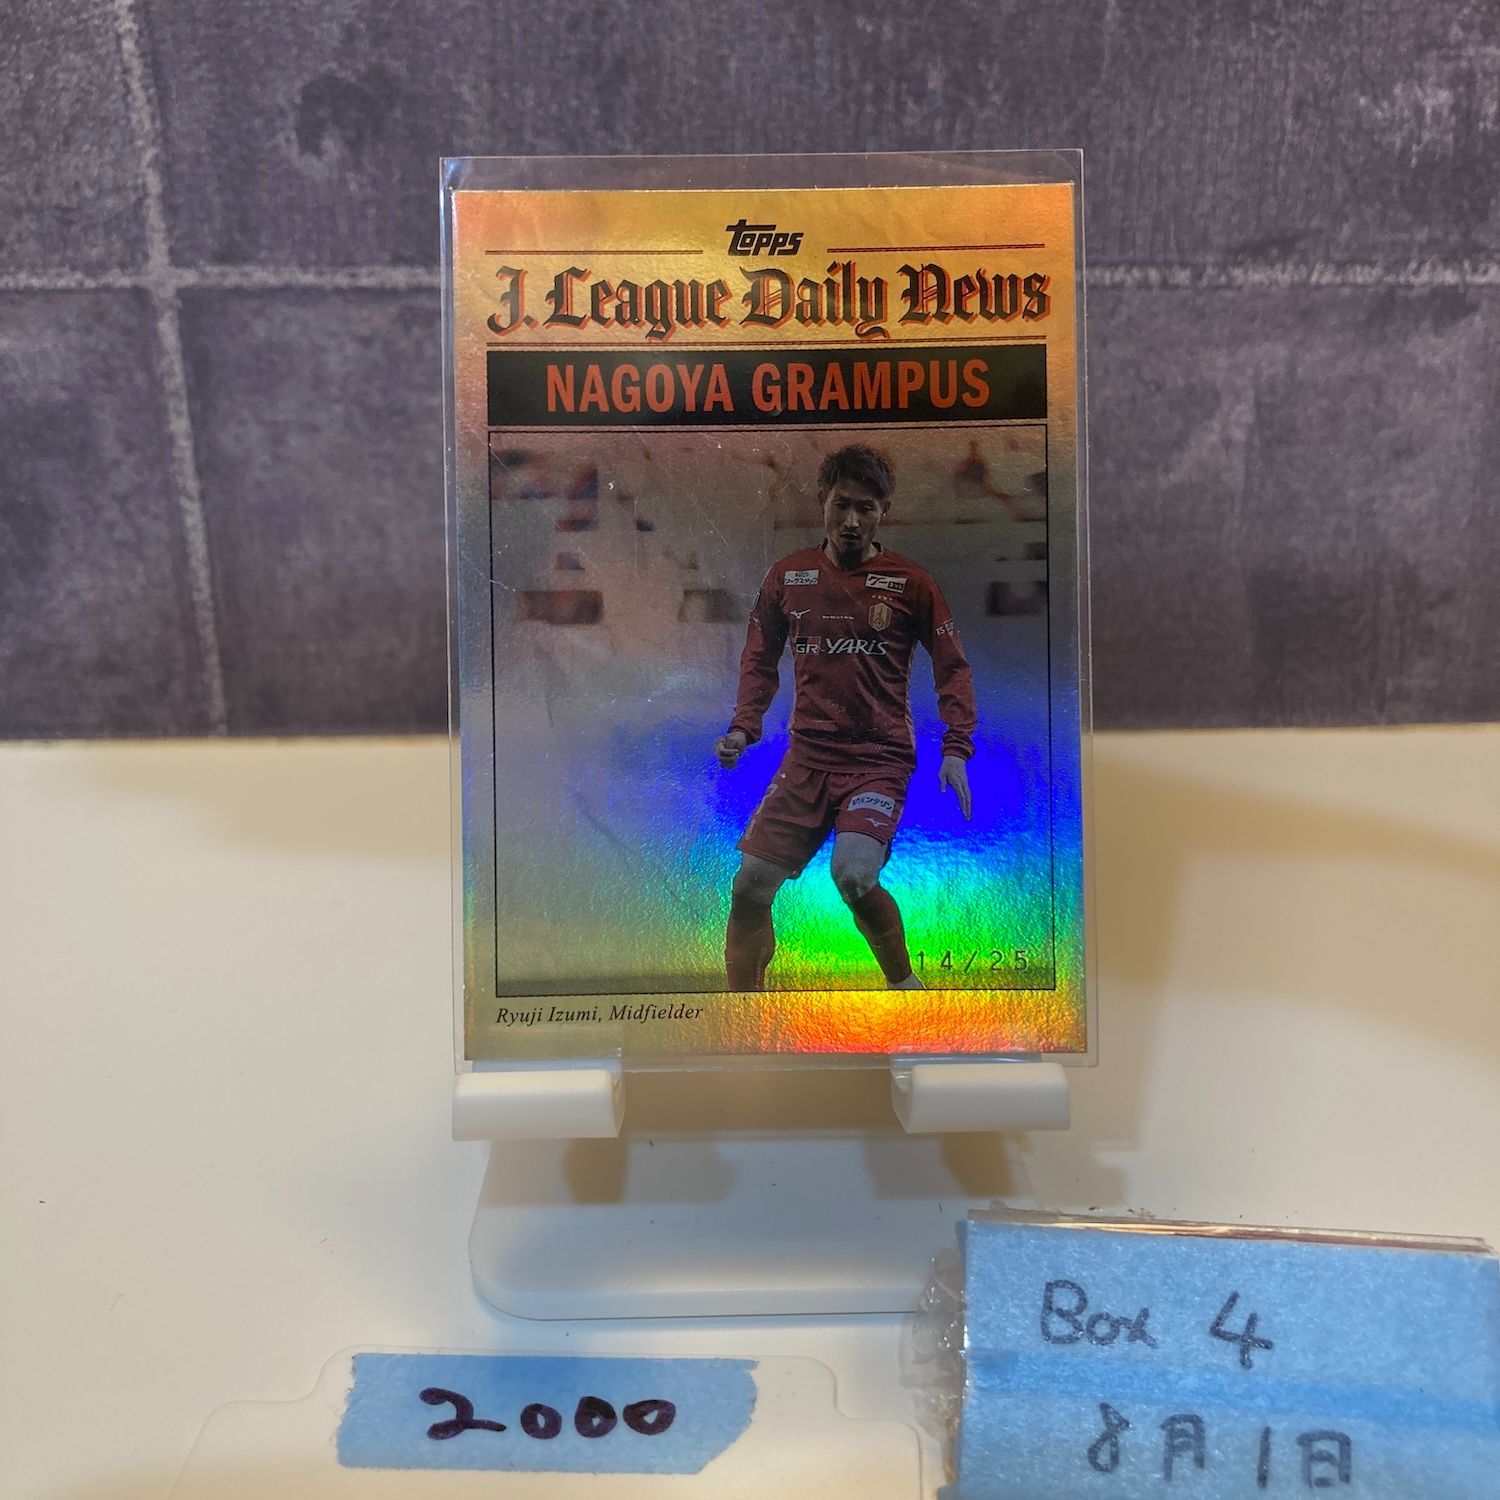 topps
J. League Daily News
NAGOYA GRAMPUS
GR YARiS
14/25
Ryuji Izumi, Midfielder
2000
Box 4
8月1日